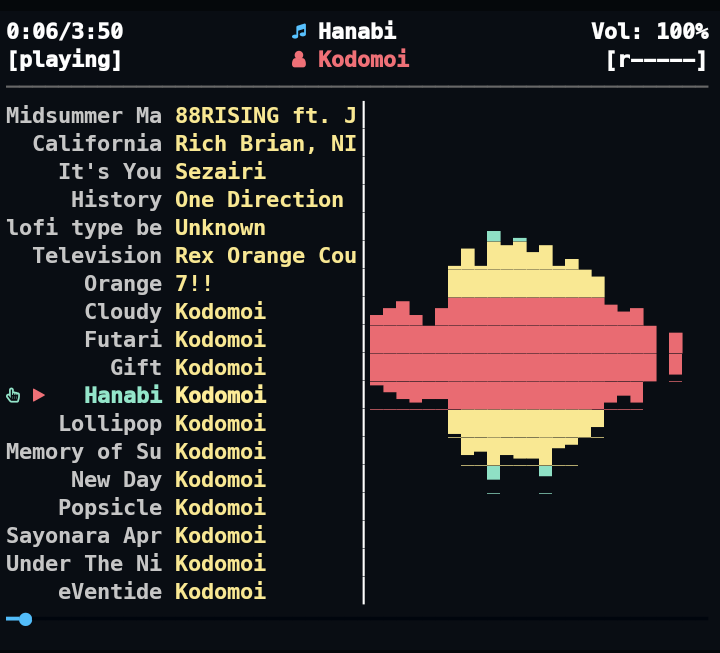 0:06/3:50 Hanabi Vol: 100%
[playing] Kodomoi [r-----]
Midsummer Ma 88RISING ft. J
California Rich Brian, NI
It's You Sezairi
History One Direction
lofi type be Unknown
Television Rex Orange Cou
Orange 7!!
Cloudy Kodomoi
Futari Kodomoi
Gift Kodomoi
Hanabi Kodomoi
Lollipop Kodomoi
Memory of Su Kodomoi
New Day Kodomoi
Popsicle Kodomoi
Sayonara Apr Kodomoi
Under The Ni Kodomoi
eVentide Kodomoi